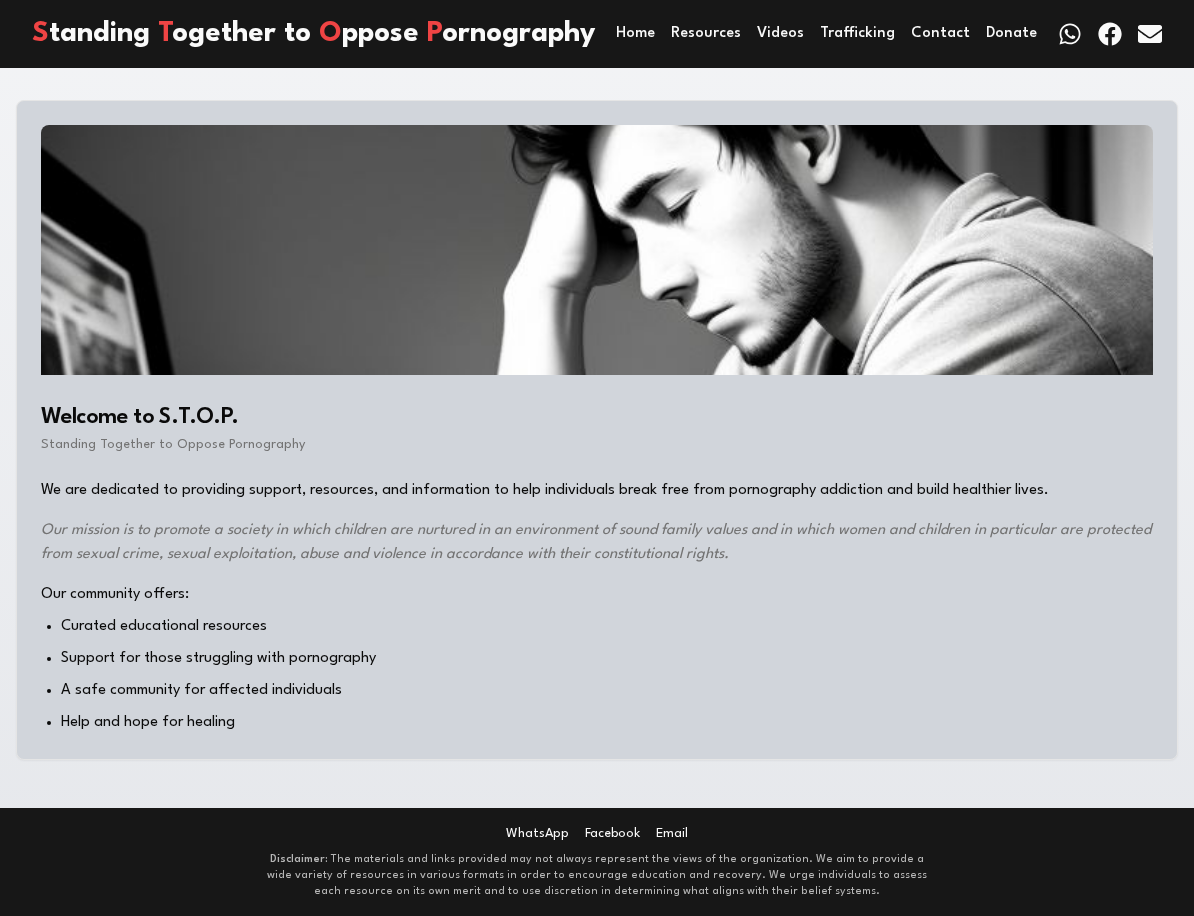 Standing Together to Oppose Pornography
Home Resources Videos Trafficking Contact Donate
Welcome to S.T.O.P.
Standing Together to Oppose Pornography
We are dedicated to providing support, resources, and information to help individuals break free from pornography addiction and build healthier lives.
Our mission is to promote a society in which children are nurtured in an environment of sound family values and in which women and children in particular are protected
from sexual crime, sexual exploitation, abuse and violence in accordance with their constitutional rights.
Our community offers:
• Curated educational resources
• Support for those struggling with pornography
• A safe community for affected individuals
• Help and hope for healing
WhatsApp Facebook Email
Disclaimer: The materials and links provided may not always represent the views of the organization. We aim to provide a
wide variety of resources in various formats in order to encourage education and recovery. We urge individuals to assess
each resource on its own merit and to use discretion in determining what aligns with their belief systems.